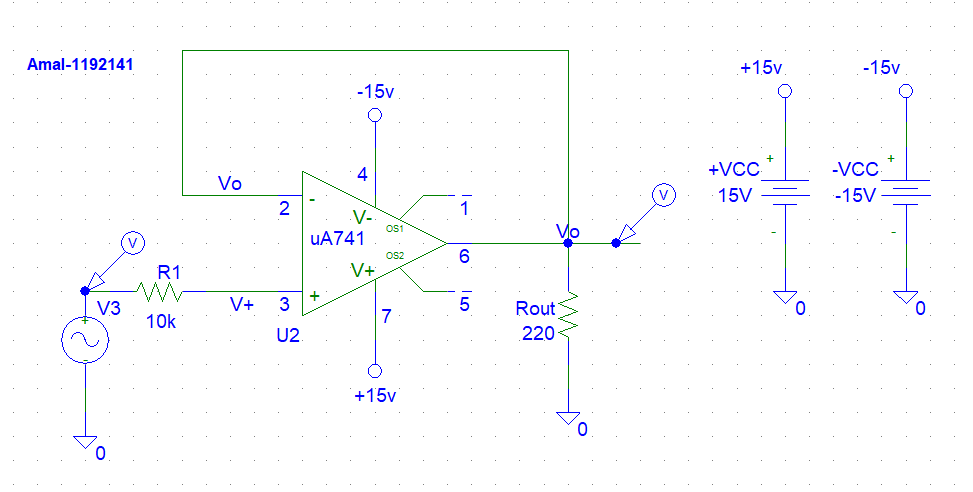 Amal-1192141
+15v
-15v
-15v
4
+
+
+VCC
15V
-VCC
-15V
Vo
2
-
V-
OS1
1
V
-
-
uA741
Vo
6
V
OS2
V+
R1
10k
V3
+
-
V+
3
+
5
U2
7
Rout
220
0
0
+15v
0
0